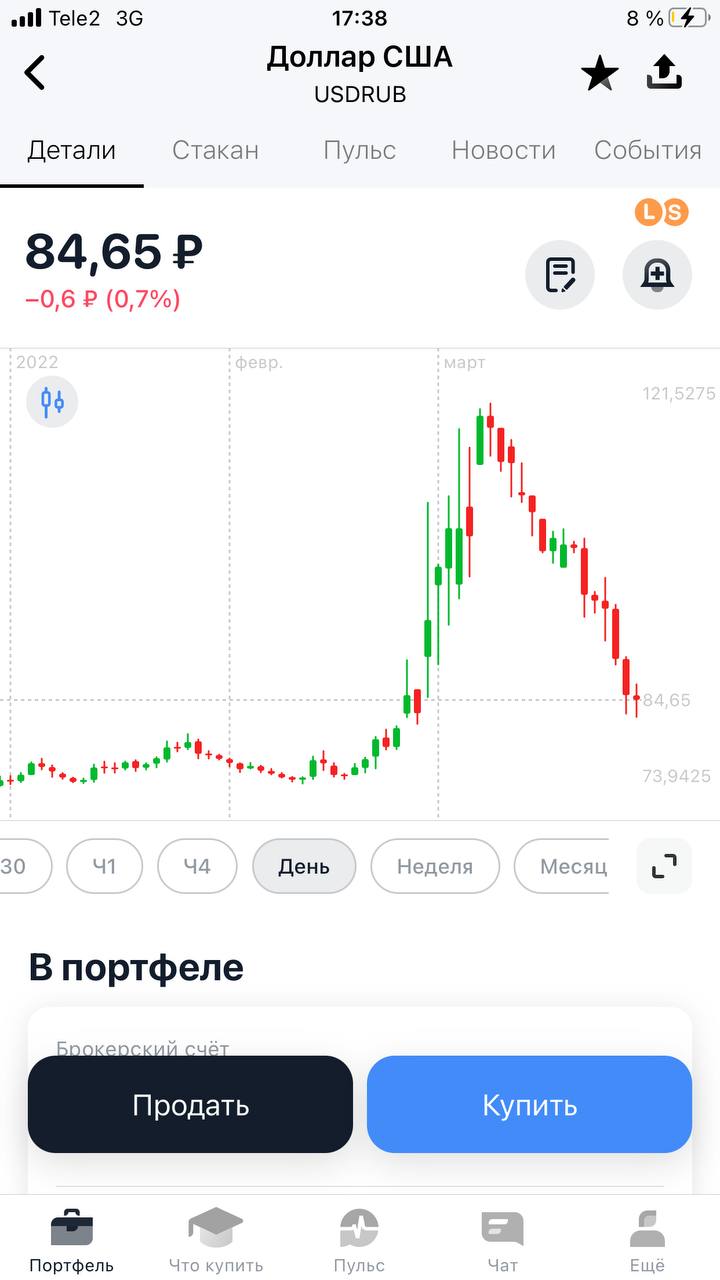 Tele2 3G 17:38 8 %
Доллар США
USDRUB
Детали Стакан Пульс Новости События
L S
84,65 ₽
−0,6 ₽ (0,7%)
2022 февр. март
121,5275
84,65
73,9425
30 Ч1 Ч4 День Неделя Месяц
В портфеле
Брокерский счёт
Продать Купить
Портфель Что купить Пульс Чат Ещё